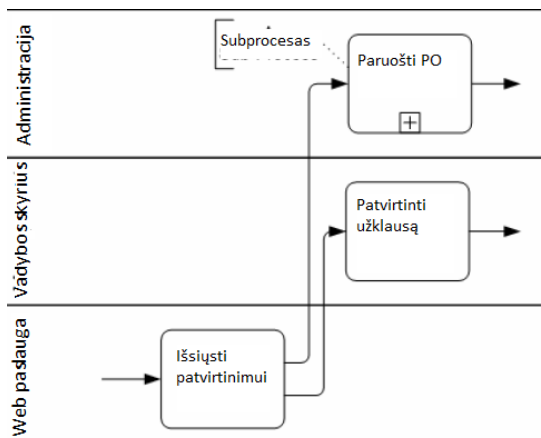 Administracija
Subprocesas
Paruošti PO
Vadybos skyrius
Patvirtinti
užklausą
Web paslauga
Išsiųsti
patvirtinimui